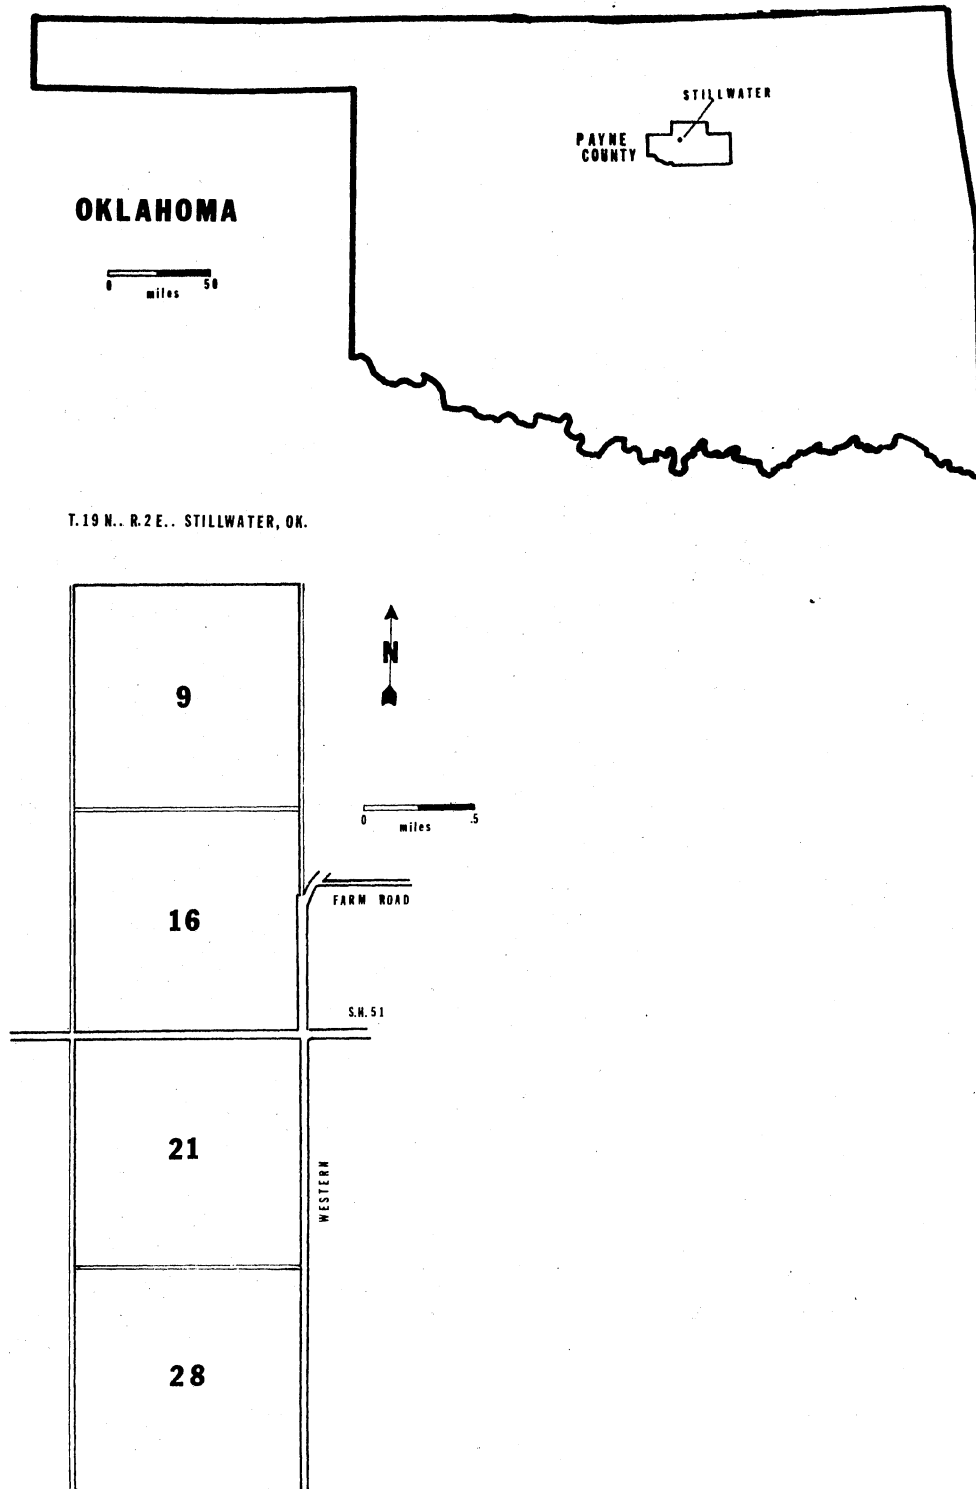 STILLWATER
PAYNE
COUNTY
OKLAHOMA
0 50
miles
T.19 N.. R.2 E.. STILLWATER, OK.
9
N
0 .5
miles
16
FARM ROAD
S.H. 51
21
WESTERN
28